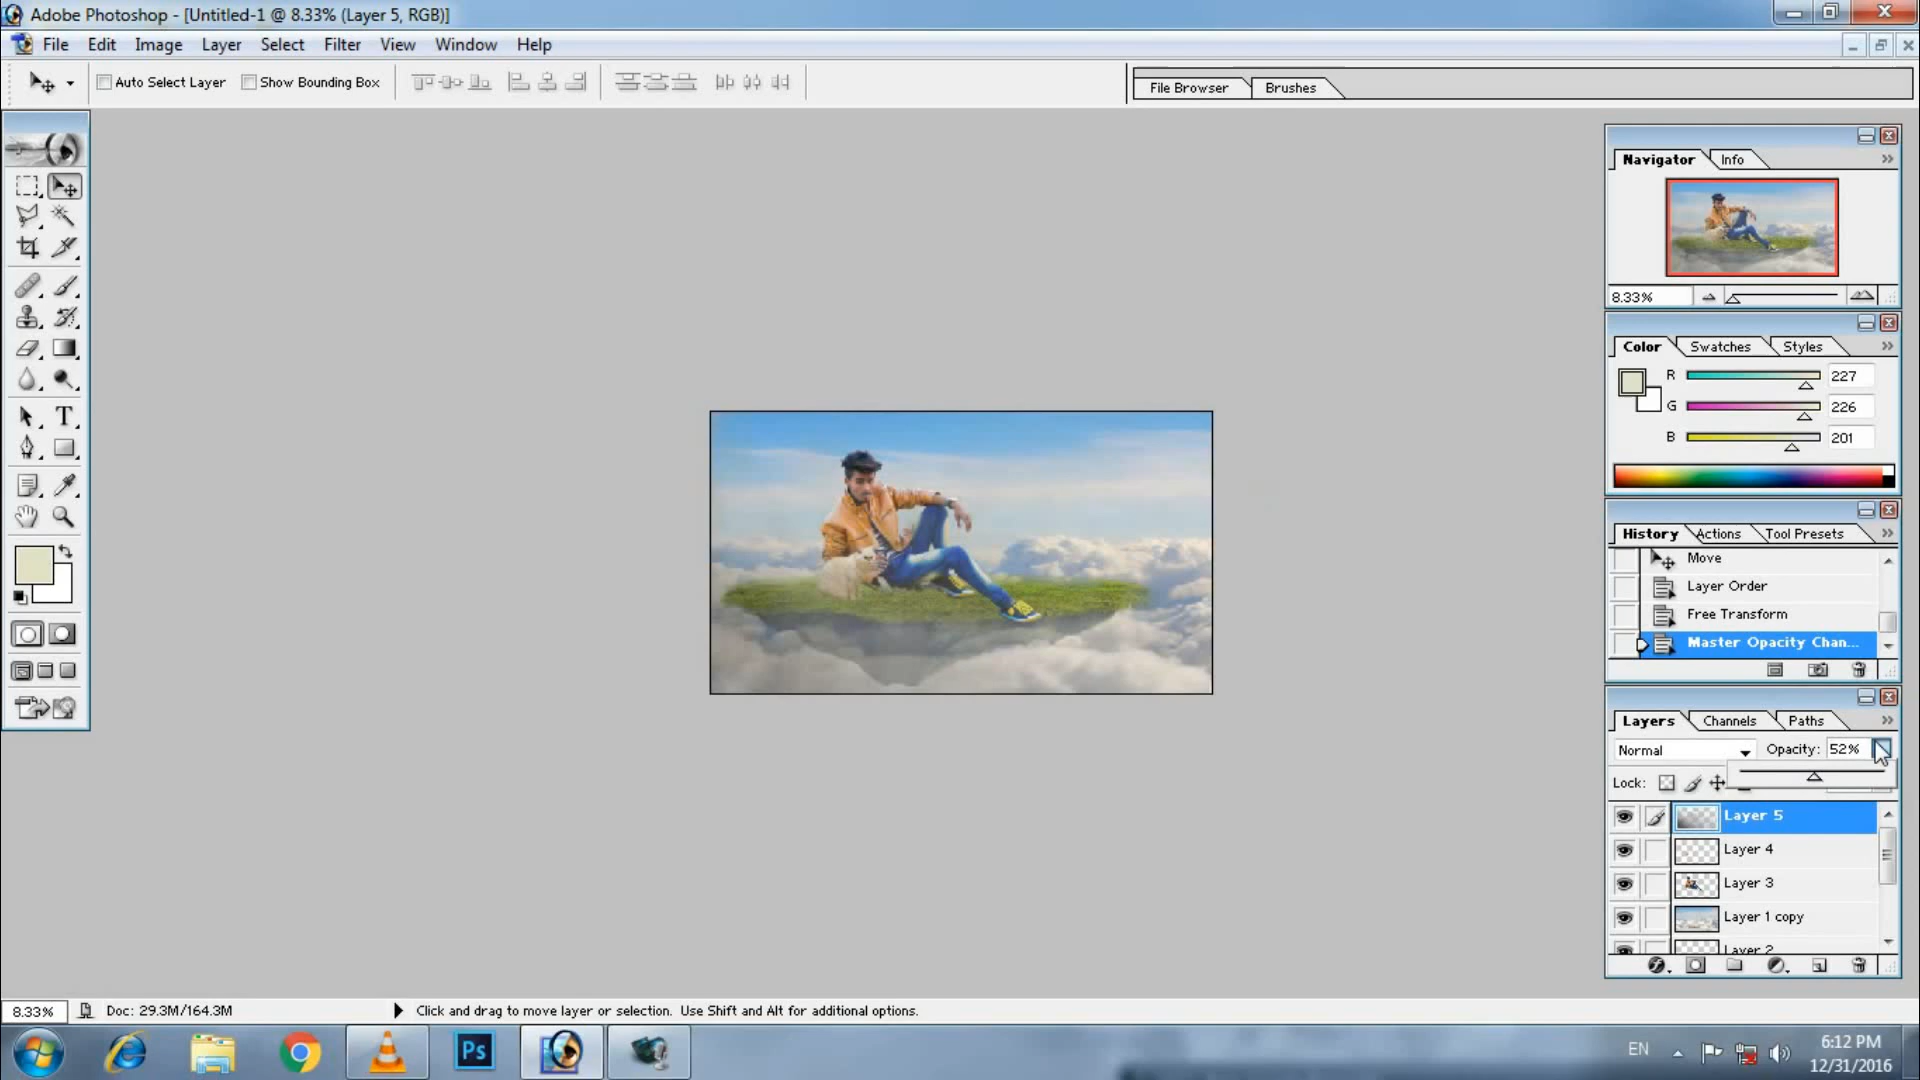 Adobe Photoshop - [Untitled-1 @ 8.33% (Layer 5, RGB)]
File Edit Image Layer Select Filter View Window Help
Auto Select Layer Show Bounding Box
File Browser Brushes
Navigator Info
8.33%
Color Swatches Styles
R 227
G 226
B 201
History Actions Tool Presets
Move
Layer Order
Free Transform
Master Opacity Chan...
Layers Channels Paths
Normal Opacity: 52%
Lock:
Layer 5
Layer 4
Layer 3
Layer 1 copy
Layer 2
8.33% Doc: 29.3M/164.3M Click and drag to move layer or selection. Use Shift and Alt for additional options.
Ps
EN
6:12 PM
12/31/2016